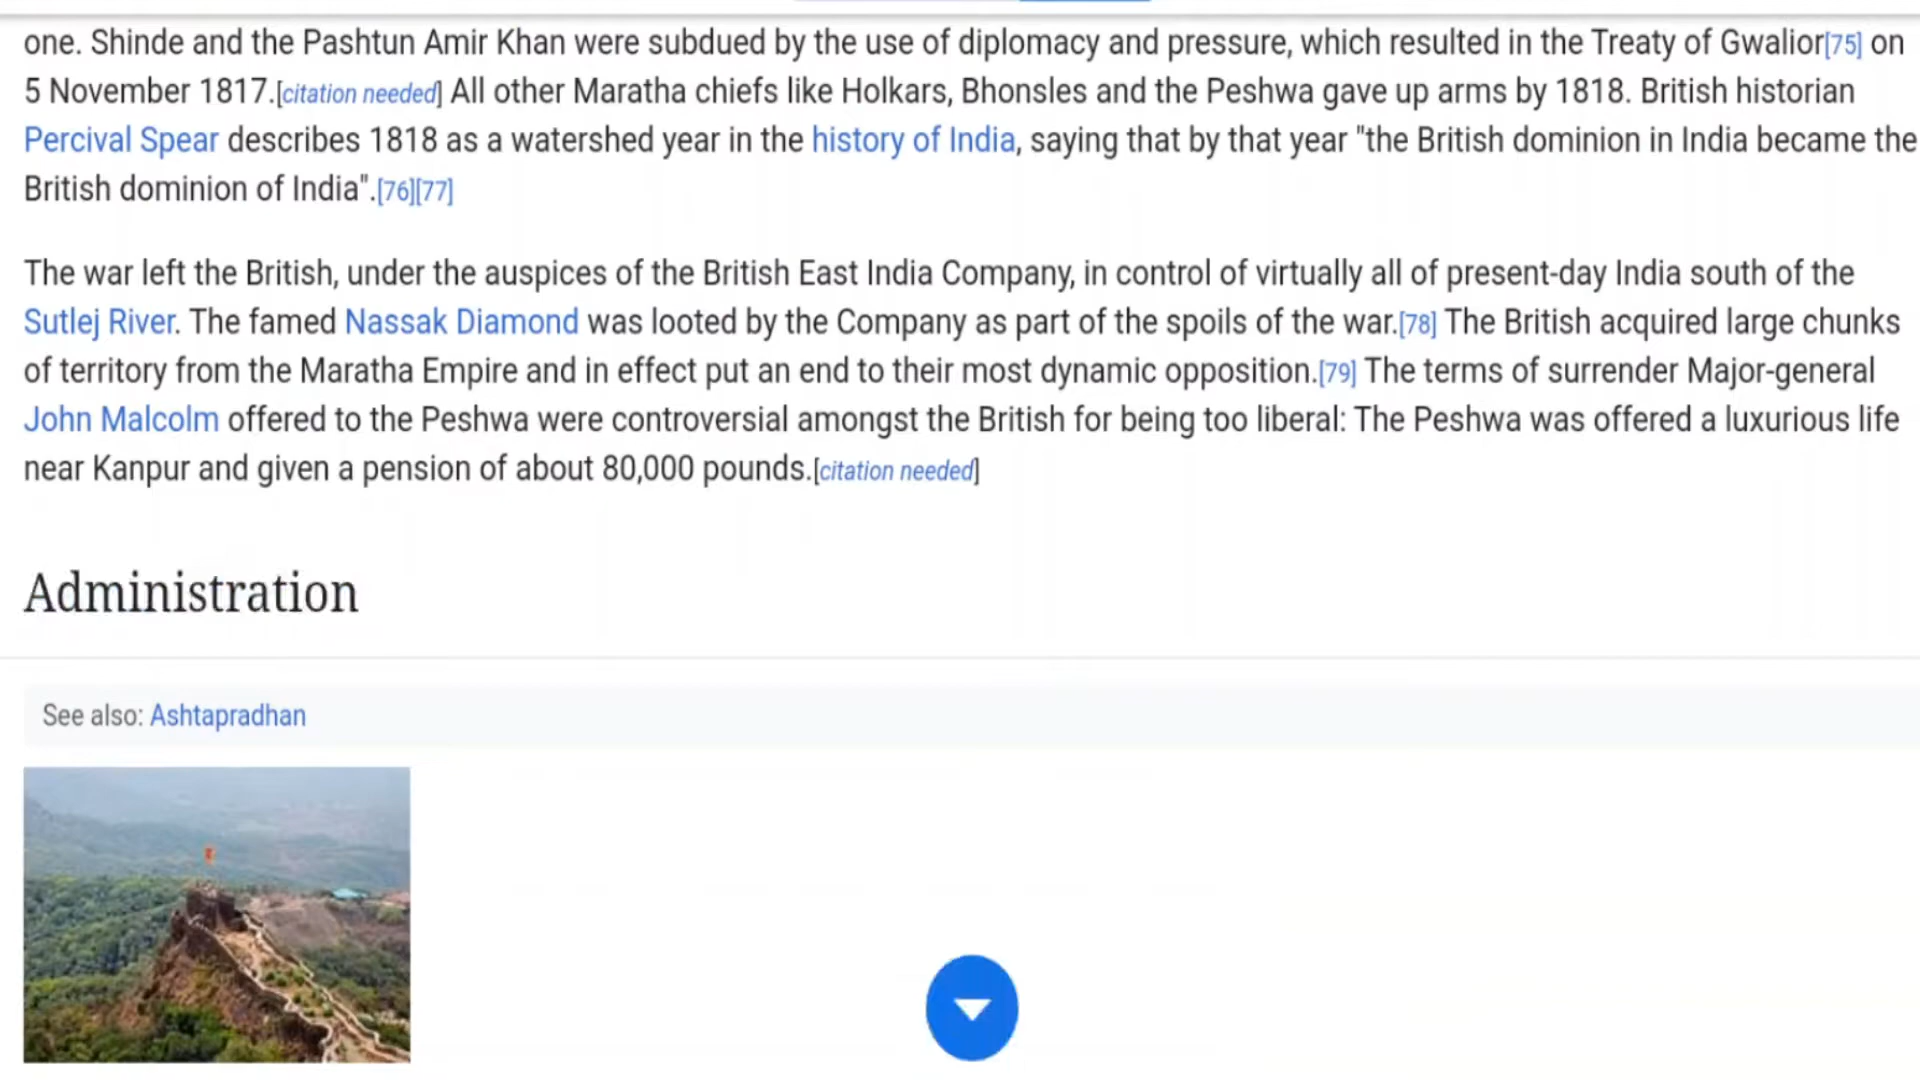 one. Shinde and the Pashtun Amir Khan were subdued by the use of diplomacy and pressure, which resulted in the Treaty of Gwalior[75] on
5 November 1817.[citation needed] All other Maratha chiefs like Holkars, Bhonsles and the Peshwa gave up arms by 1818. British historian
Percival Spear describes 1818 as a watershed year in the history of India, saying that by that year "the British dominion in India became the
British dominion of India".[76][77]
The war left the British, under the auspices of the British East India Company, in control of virtually all of present-day India south of the
Sutlej River. The famed Nassak Diamond was looted by the Company as part of the spoils of the war.[78] The British acquired large chunks
of territory from the Maratha Empire and in effect put an end to their most dynamic opposition.[79] The terms of surrender Major-general
John Malcolm offered to the Peshwa were controversial amongst the British for being too liberal: The Peshwa was offered a luxurious life
near Kanpur and given a pension of about 80,000 pounds.[citation needed]
Administration
See also: Ashtapradhan